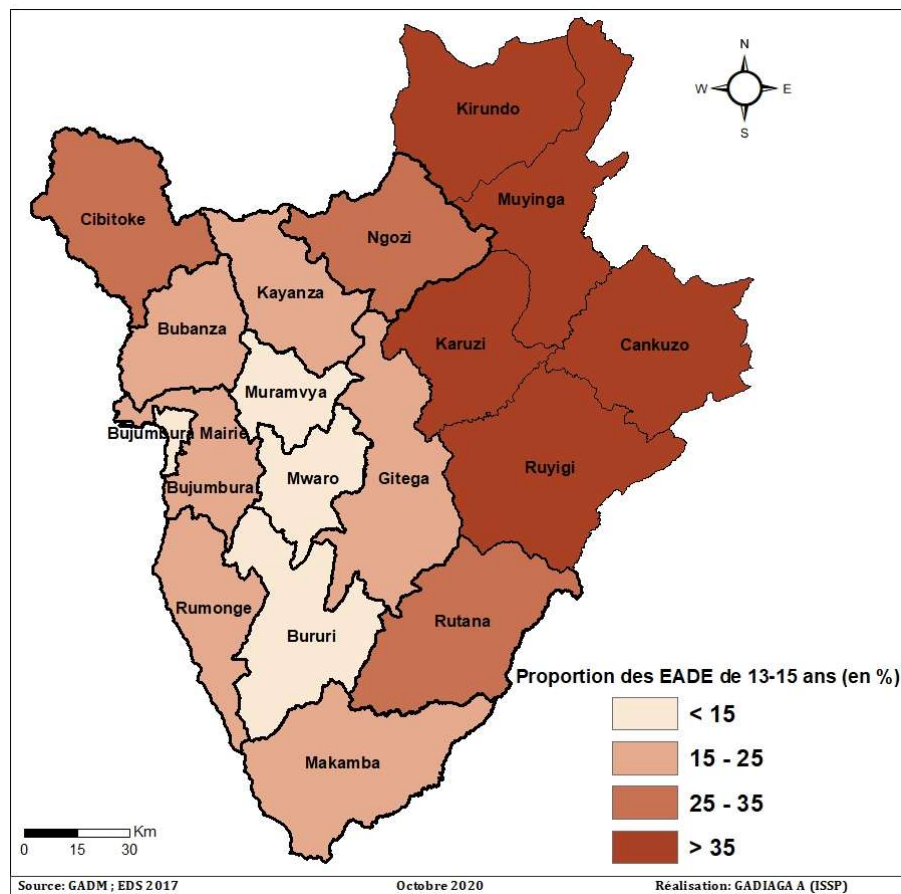 N
W E
S
Kirundo
Muyinga
Cibitoke
Ngozi
Kayanza
Bubanza
Karuzi
Cankuzo
Muramvya
Bujumbura Mairie
Mwaro
Gitega
Ruyigi
Bujumbura
Rumonge
Rutana
Bururi
Makamba
Proportion des EADE de 13-15 ans (en %)
< 15
15 - 25
25 - 35
> 35
Km
0 15 30
Source: GADM ; EDS 2017 Octobre 2020 Réalisation: GADIAGA A (ISSP)